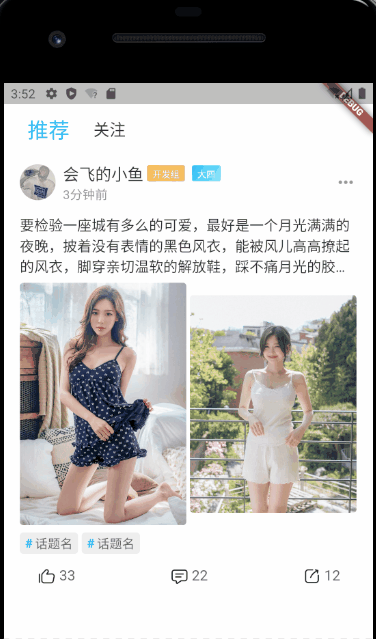 3:52
DEBUG
推荐 关注
会飞的小鱼 开发组 大四
3分钟前
要检验一座城有多么的可爱，最好是一个月光满满的
夜晚，披着没有表情的黑色风衣，能被风儿高高撩起
的风衣，脚穿亲切温软的解放鞋，踩不痛月光的胶...
# 话题名 # 话题名
33 22 12